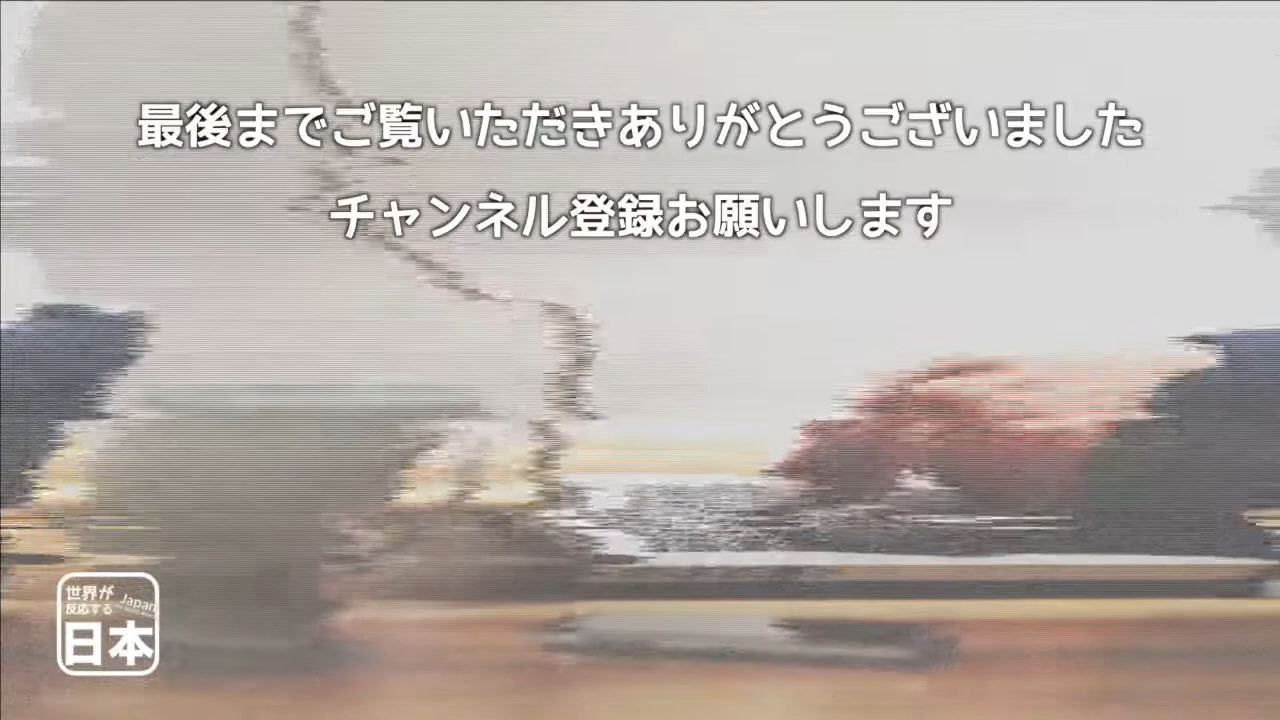 最後までご覧いただきありがとうございました
チャンネル登録お願いします
世界が
反応する
Japan
日本